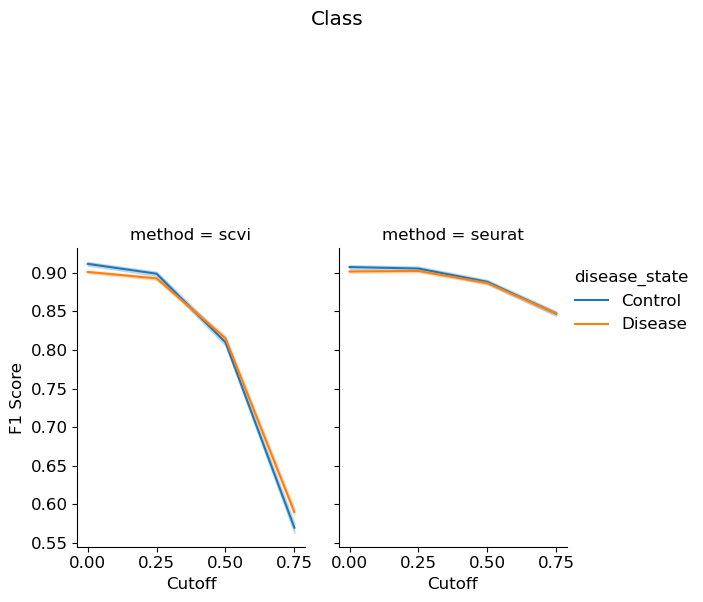 Class
method = scvi
method = seurat
F1 Score
0.90
0.85
0.80
0.75
0.70
0.65
0.60
0.55
0.00 0.25 0.50 0.75
Cutoff
0.00 0.25 0.50 0.75
Cutoff
disease_state
Control
Disease